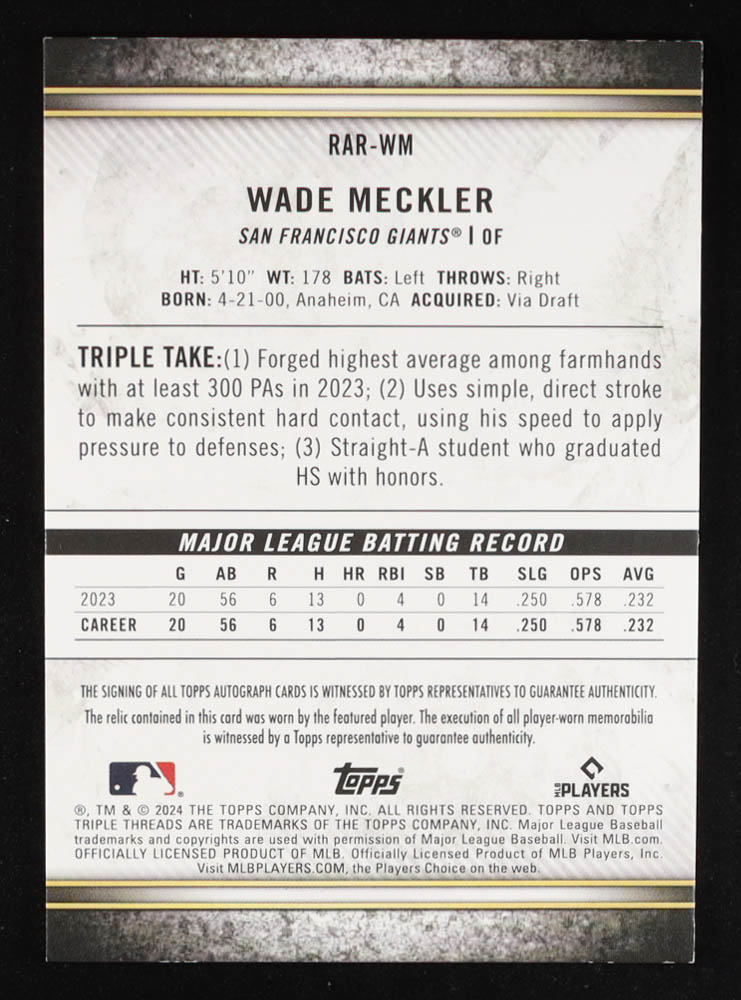 RAR-WM
WADE MECKLER
SAN FRANCISCO GIANTS® | OF
HT: 5'10" WT: 178 BATS: Left THROWS: Right
BORN: 4-21-00, Anaheim, CA ACQUIRED: Via Draft
TRIPLE TAKE:(1) Forged highest average among farmhands
with at least 300 PAs in 2023; (2) Uses simple, direct stroke
to make consistent hard contact, using his speed to apply
pressure to defenses; (3) Straight-A student who graduated
HS with honors.
MAJOR LEAGUE BATTING RECORD
G AB R H HR RBI SB TB SLG OPS AVG
2023 20 56 6 13 0 4 0 14 .250 .578 .232
CAREER 20 56 6 13 0 4 0 14 .250 .578 .232
THE SIGNING OF ALL TOPPS AUTOGRAPH CARDS IS WITNESSED BY TOPPS REPRESENTATIVES TO GUARANTEE AUTHENTICITY.
The relic contained in this card was worn by the featured player. The execution of all player-worn memorabilia
is witnessed by a Topps representative to guarantee authenticity.
® Topps® MLB PLAYERS
®, TM & © 2024 THE TOPPS COMPANY, INC. ALL RIGHTS RESERVED. TOPPS AND TOPPS
TRIPLE THREADS ARE TRADEMARKS OF THE TOPPS COMPANY, INC. Major League Baseball
trademarks and copyrights are used with permission of Major League Baseball. Visit MLB.com.
OFFICIALLY LICENSED PRODUCT OF MLB. Officially Licensed Product of MLB Players, Inc.
Visit MLBPLAYERS.COM, the Players Choice on the web.